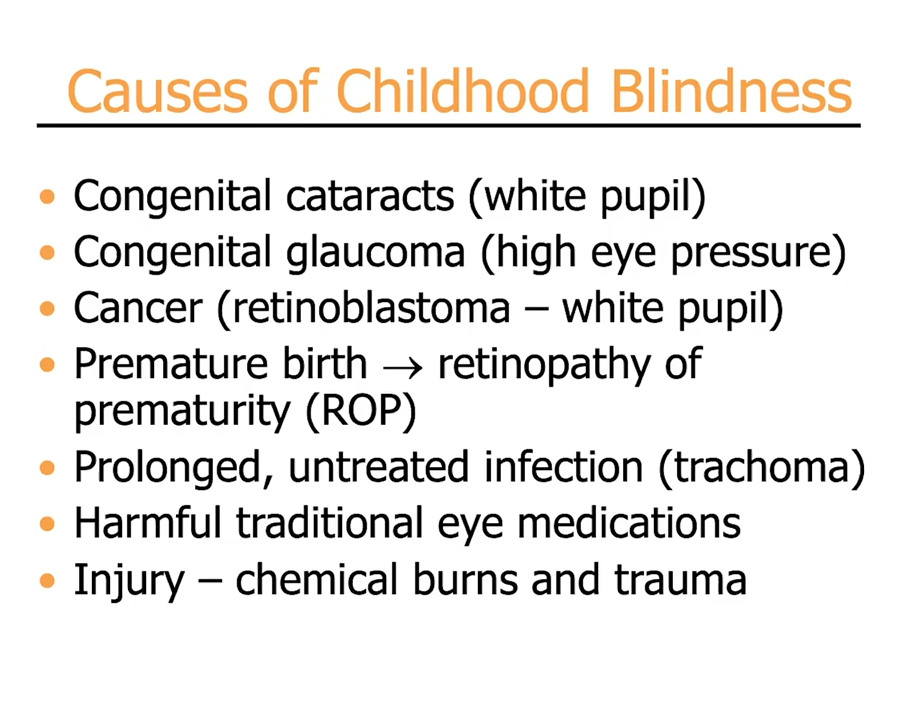 Causes of Childhood Blindness
• Congenital cataracts (white pupil)
• Congenital glaucoma (high eye pressure)
• Cancer (retinoblastoma – white pupil)
• Premature birth → retinopathy of
prematurity (ROP)
• Prolonged, untreated infection (trachoma)
• Harmful traditional eye medications
• Injury – chemical burns and trauma